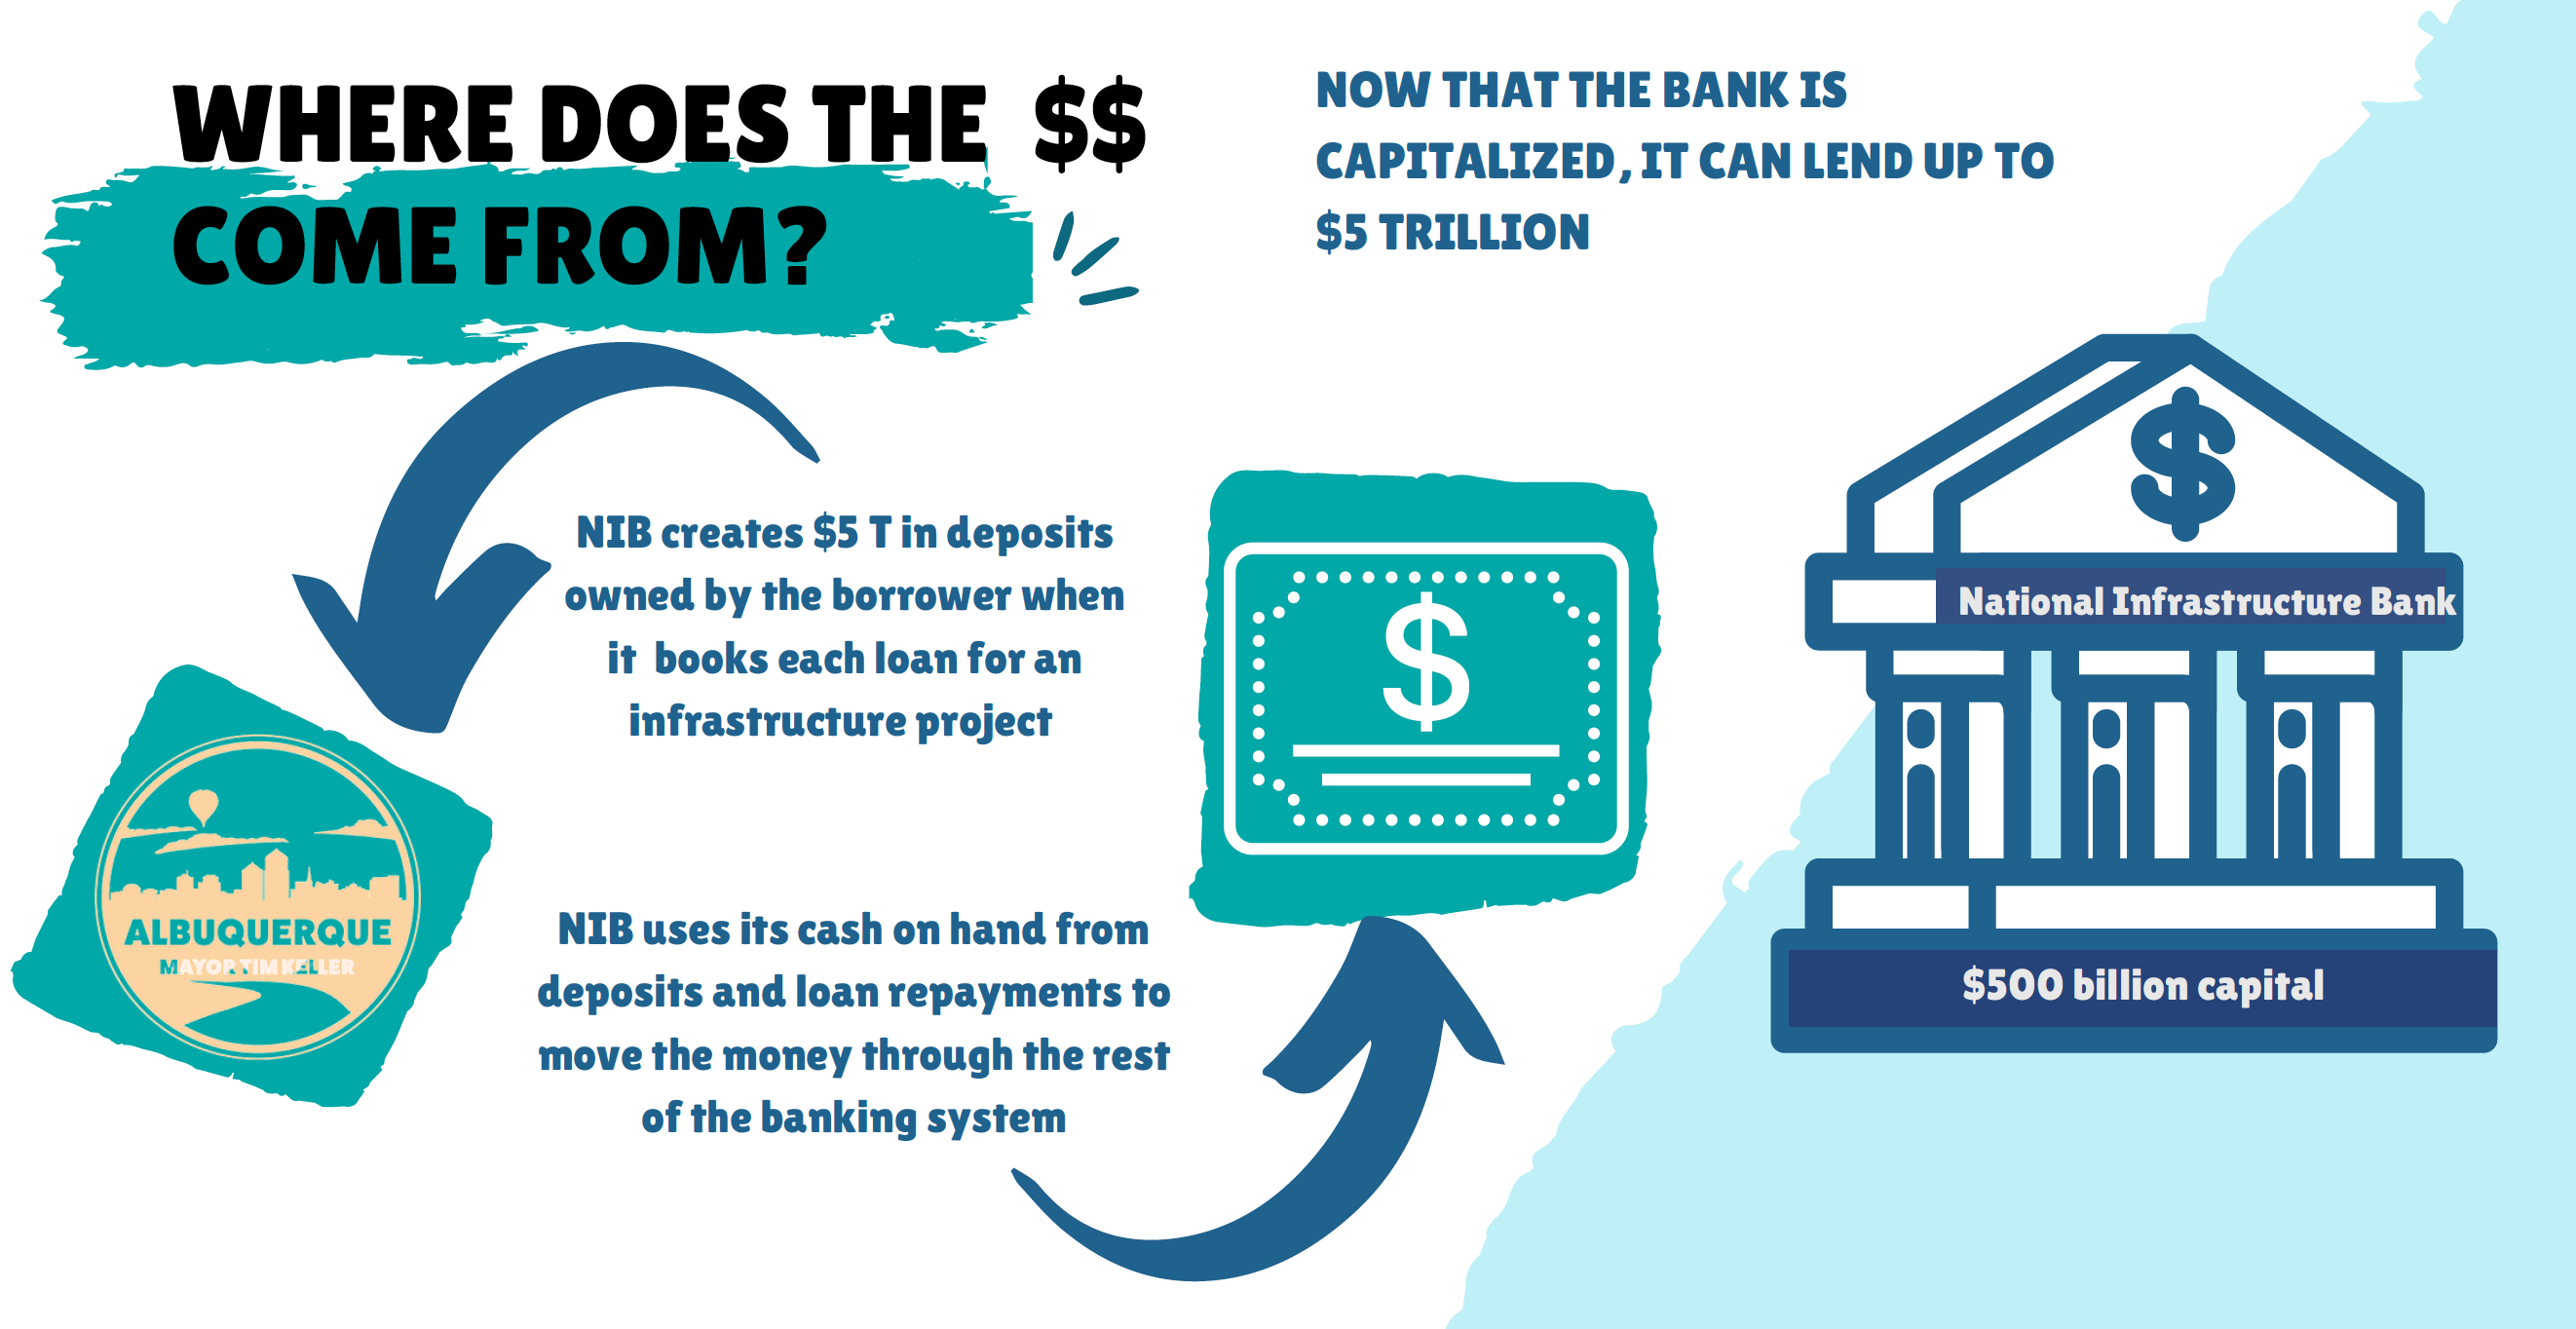 WHERE DOES THE $$
COME FROM?
NOW THAT THE BANK IS
CAPITALIZED, IT CAN LEND UP TO
$5 TRILLION
NIB creates $5 T in deposits
owned by the borrower when
it books each loan for an
infrastructure project
NIB uses its cash on hand from
deposits and loan repayments to
move the money through the rest
of the banking system
ALBUQUERQUE
MAYOR TIM KELLER
$
$
National Infrastructure Bank
$500 billion capital